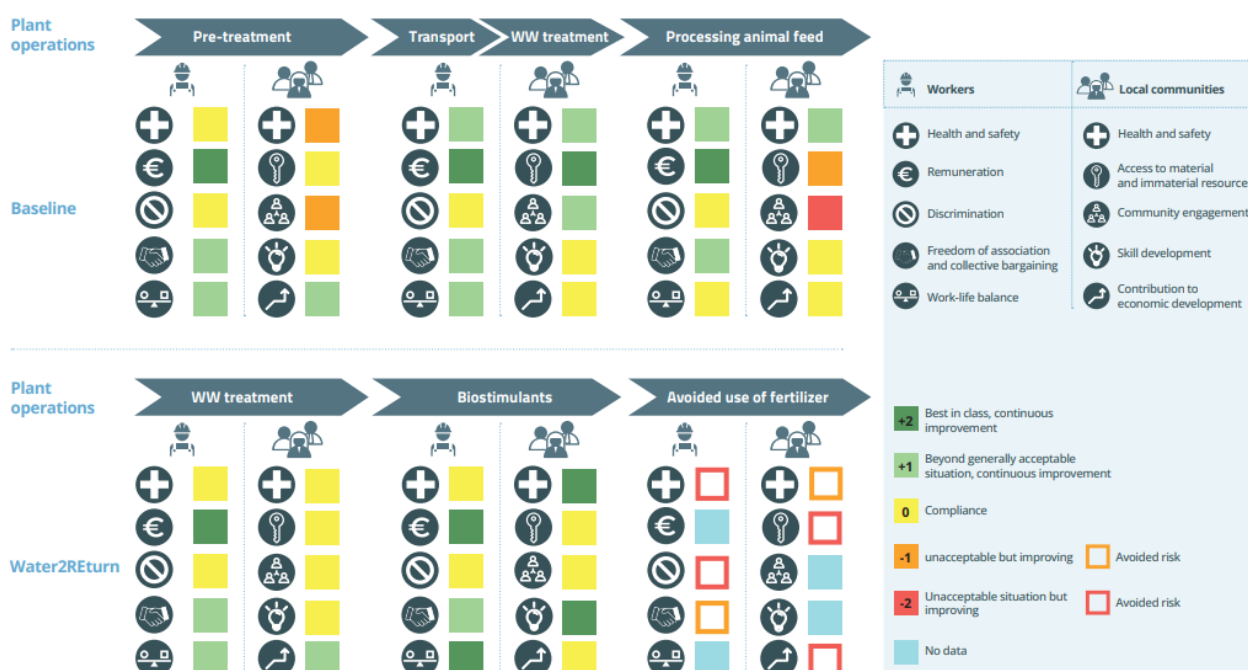 Plant
operations
Pre-treatment
Transport
WW treatment
Processing animal feed
Workers
Local communities
Health and safety
Health and safety
Remuneration
Access to material
and immaterial resource
Baseline
Discrimination
Community engagement
Freedom of association
and collective bargaining
Skill development
Work-life balance
Contribution to
economic development
Plant
operations
WW treatment
Biostimulants
Avoided use of fertilizer
+2
Best in class, continuous
improvement
+1
Beyond generally acceptable
situation, continuous improvement
0
Compliance
Water2REturn
-1
unacceptable but improving
Avoided risk
-2
Unacceptable situation but
improving
Avoided risk
No data